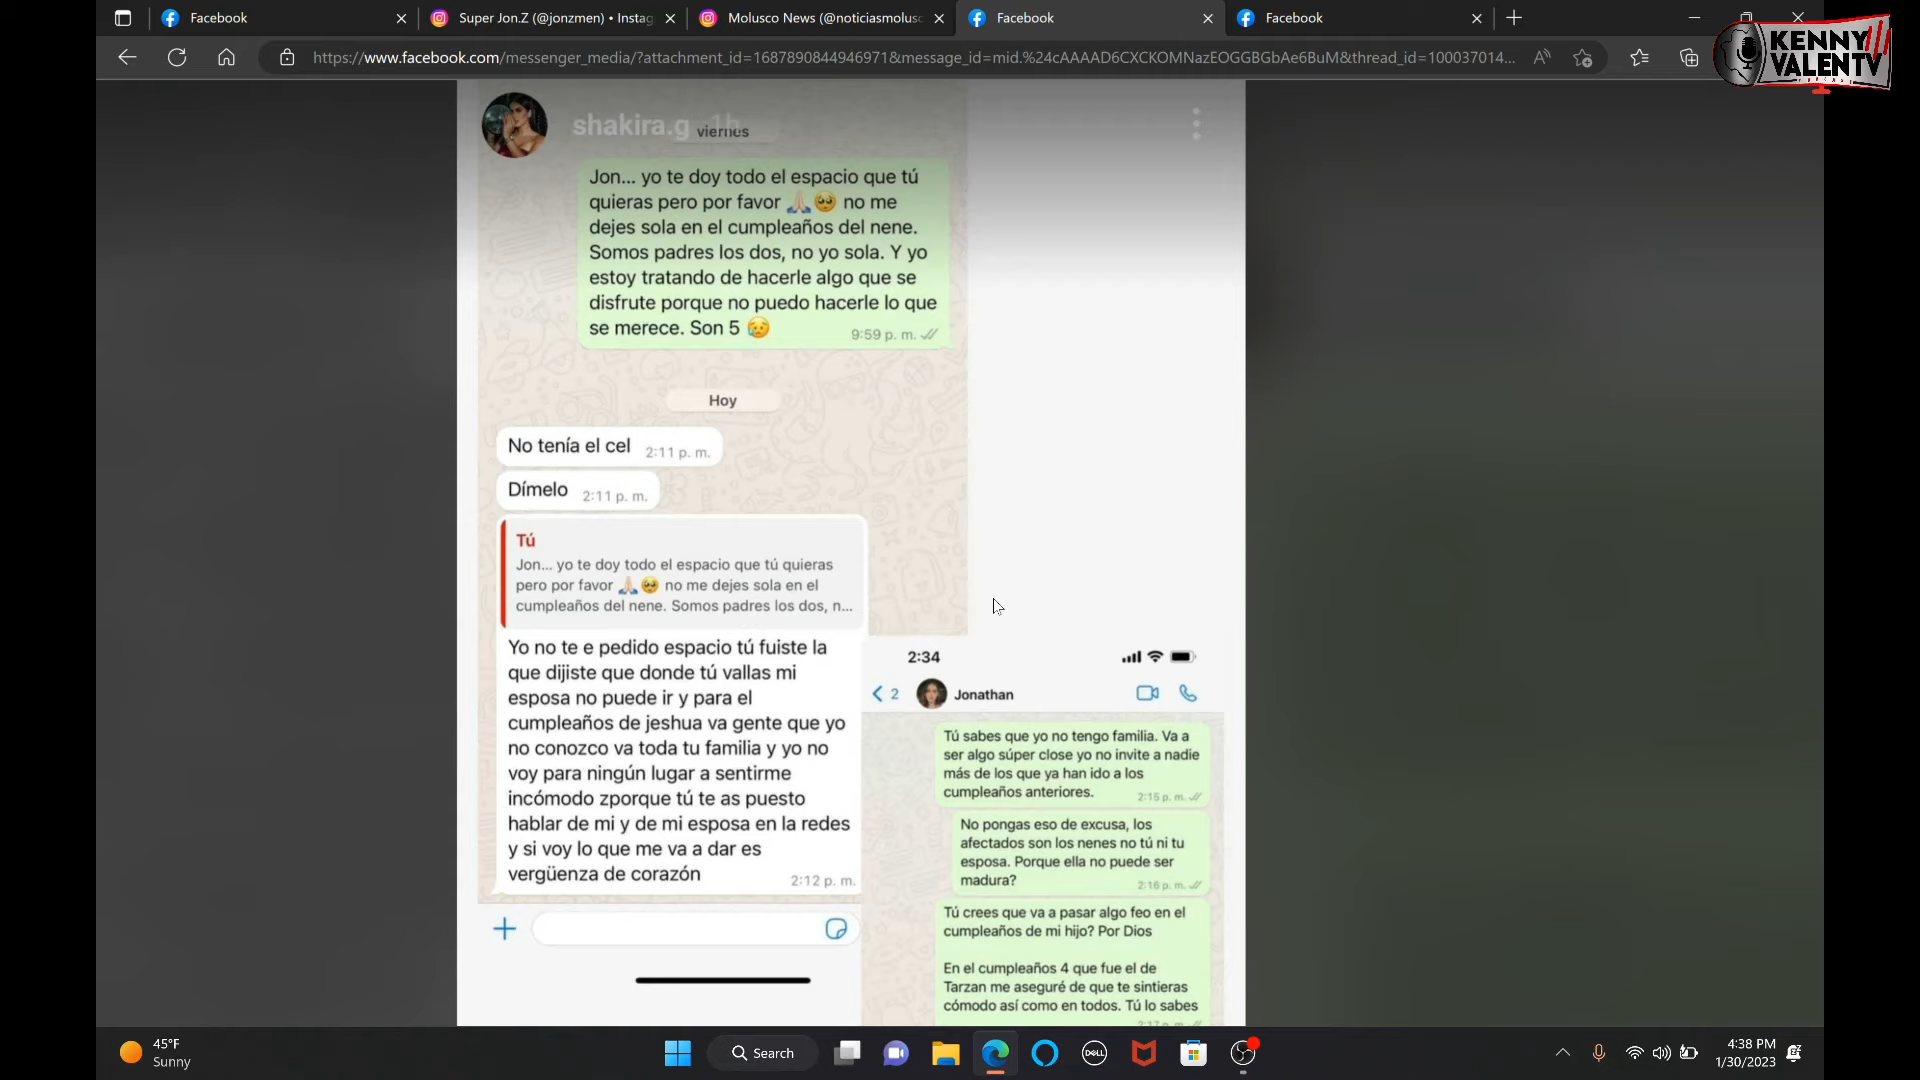 Facebook
Super Jon.Z (@jonzmen) • Instag
Molusco News (@noticiasmolusc
Facebook
Facebook
https://www.facebook.com/messenger_media/?attachment_id=1687890844946971&message_id=mid.%24cAAAAD6CXCKOMNazEOGGBGbAe6BuM&thread_id=100037014...
KENNY
VALENTV
PODCAST
shakira.g 1h
viernes
Jon... yo te doy todo el espacio que tú
quieras pero por favor 🙏🏻🥺 no me
dejes sola en el cumpleaños del nene.
Somos padres los dos, no yo sola. Y yo
estoy tratando de hacerle algo que se
disfrute porque no puedo hacerle lo que
se merece. Son 5 😥
9:59 p. m.
Hoy
No tenía el cel 2:11 p. m.
Dímelo 2:11 p. m.
Tú
Jon... yo te doy todo el espacio que tú quieras
pero por favor 🙏🏻🥺 no me dejes sola en el
cumpleaños del nene. Somos padres los dos, n...
Yo no te e pedido espacio tú fuiste la
que dijiste que donde tú vallas mi
esposa no puede ir y para el
cumpleaños de jeshua va gente que yo
no conozco va toda tu familia y yo no
voy para ningún lugar a sentirme
incómodo zporque tú te as puesto
hablar de mi y de mi esposa en la redes
y si voy lo que me va a dar es
vergüenza de corazón
2:12 p. m.
2:34
2
Jonathan
Tú sabes que yo no tengo familia. Va a
ser algo súper close yo no invite a nadie
más de los que ya han ido a los
cumpleaños anteriores.
2:15 p. m.
No pongas eso de excusa, los
afectados son los nenes no tú ni tu
esposa. Porque ella no puede ser
madura?
2:16 p. m.
Tú crees que va a pasar algo feo en el
cumpleaños de mi hijo? Por Dios
En el cumpleaños 4 que fue el de
Tarzan me aseguré de que te sintieras
cómodo así como en todos. Tú lo sabes
2:17 p. m.
45°F
Sunny
Search
DELL
4:38 PM
1/30/2023